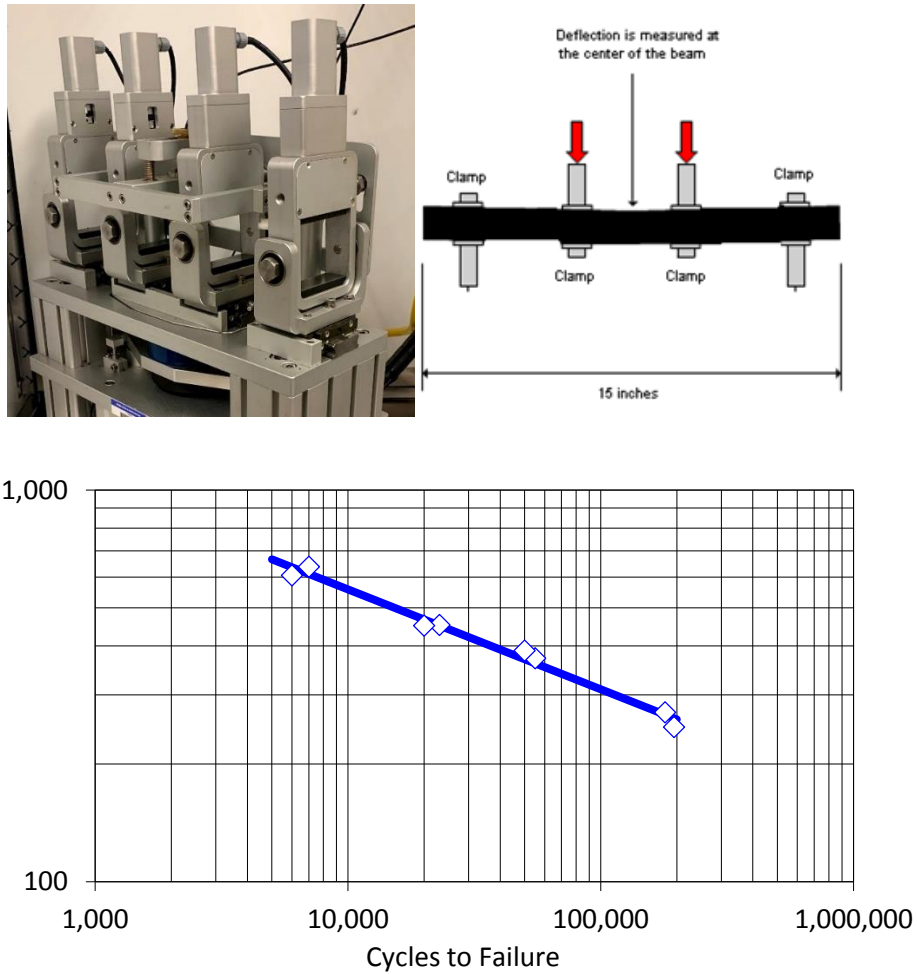 Deflection is measured at
the center of the beam
Clamp
Clamp
Clamp
Clamp
15 inches
1,000
100
1,000
10,000
100,000
1,000,000
Cycles to Failure